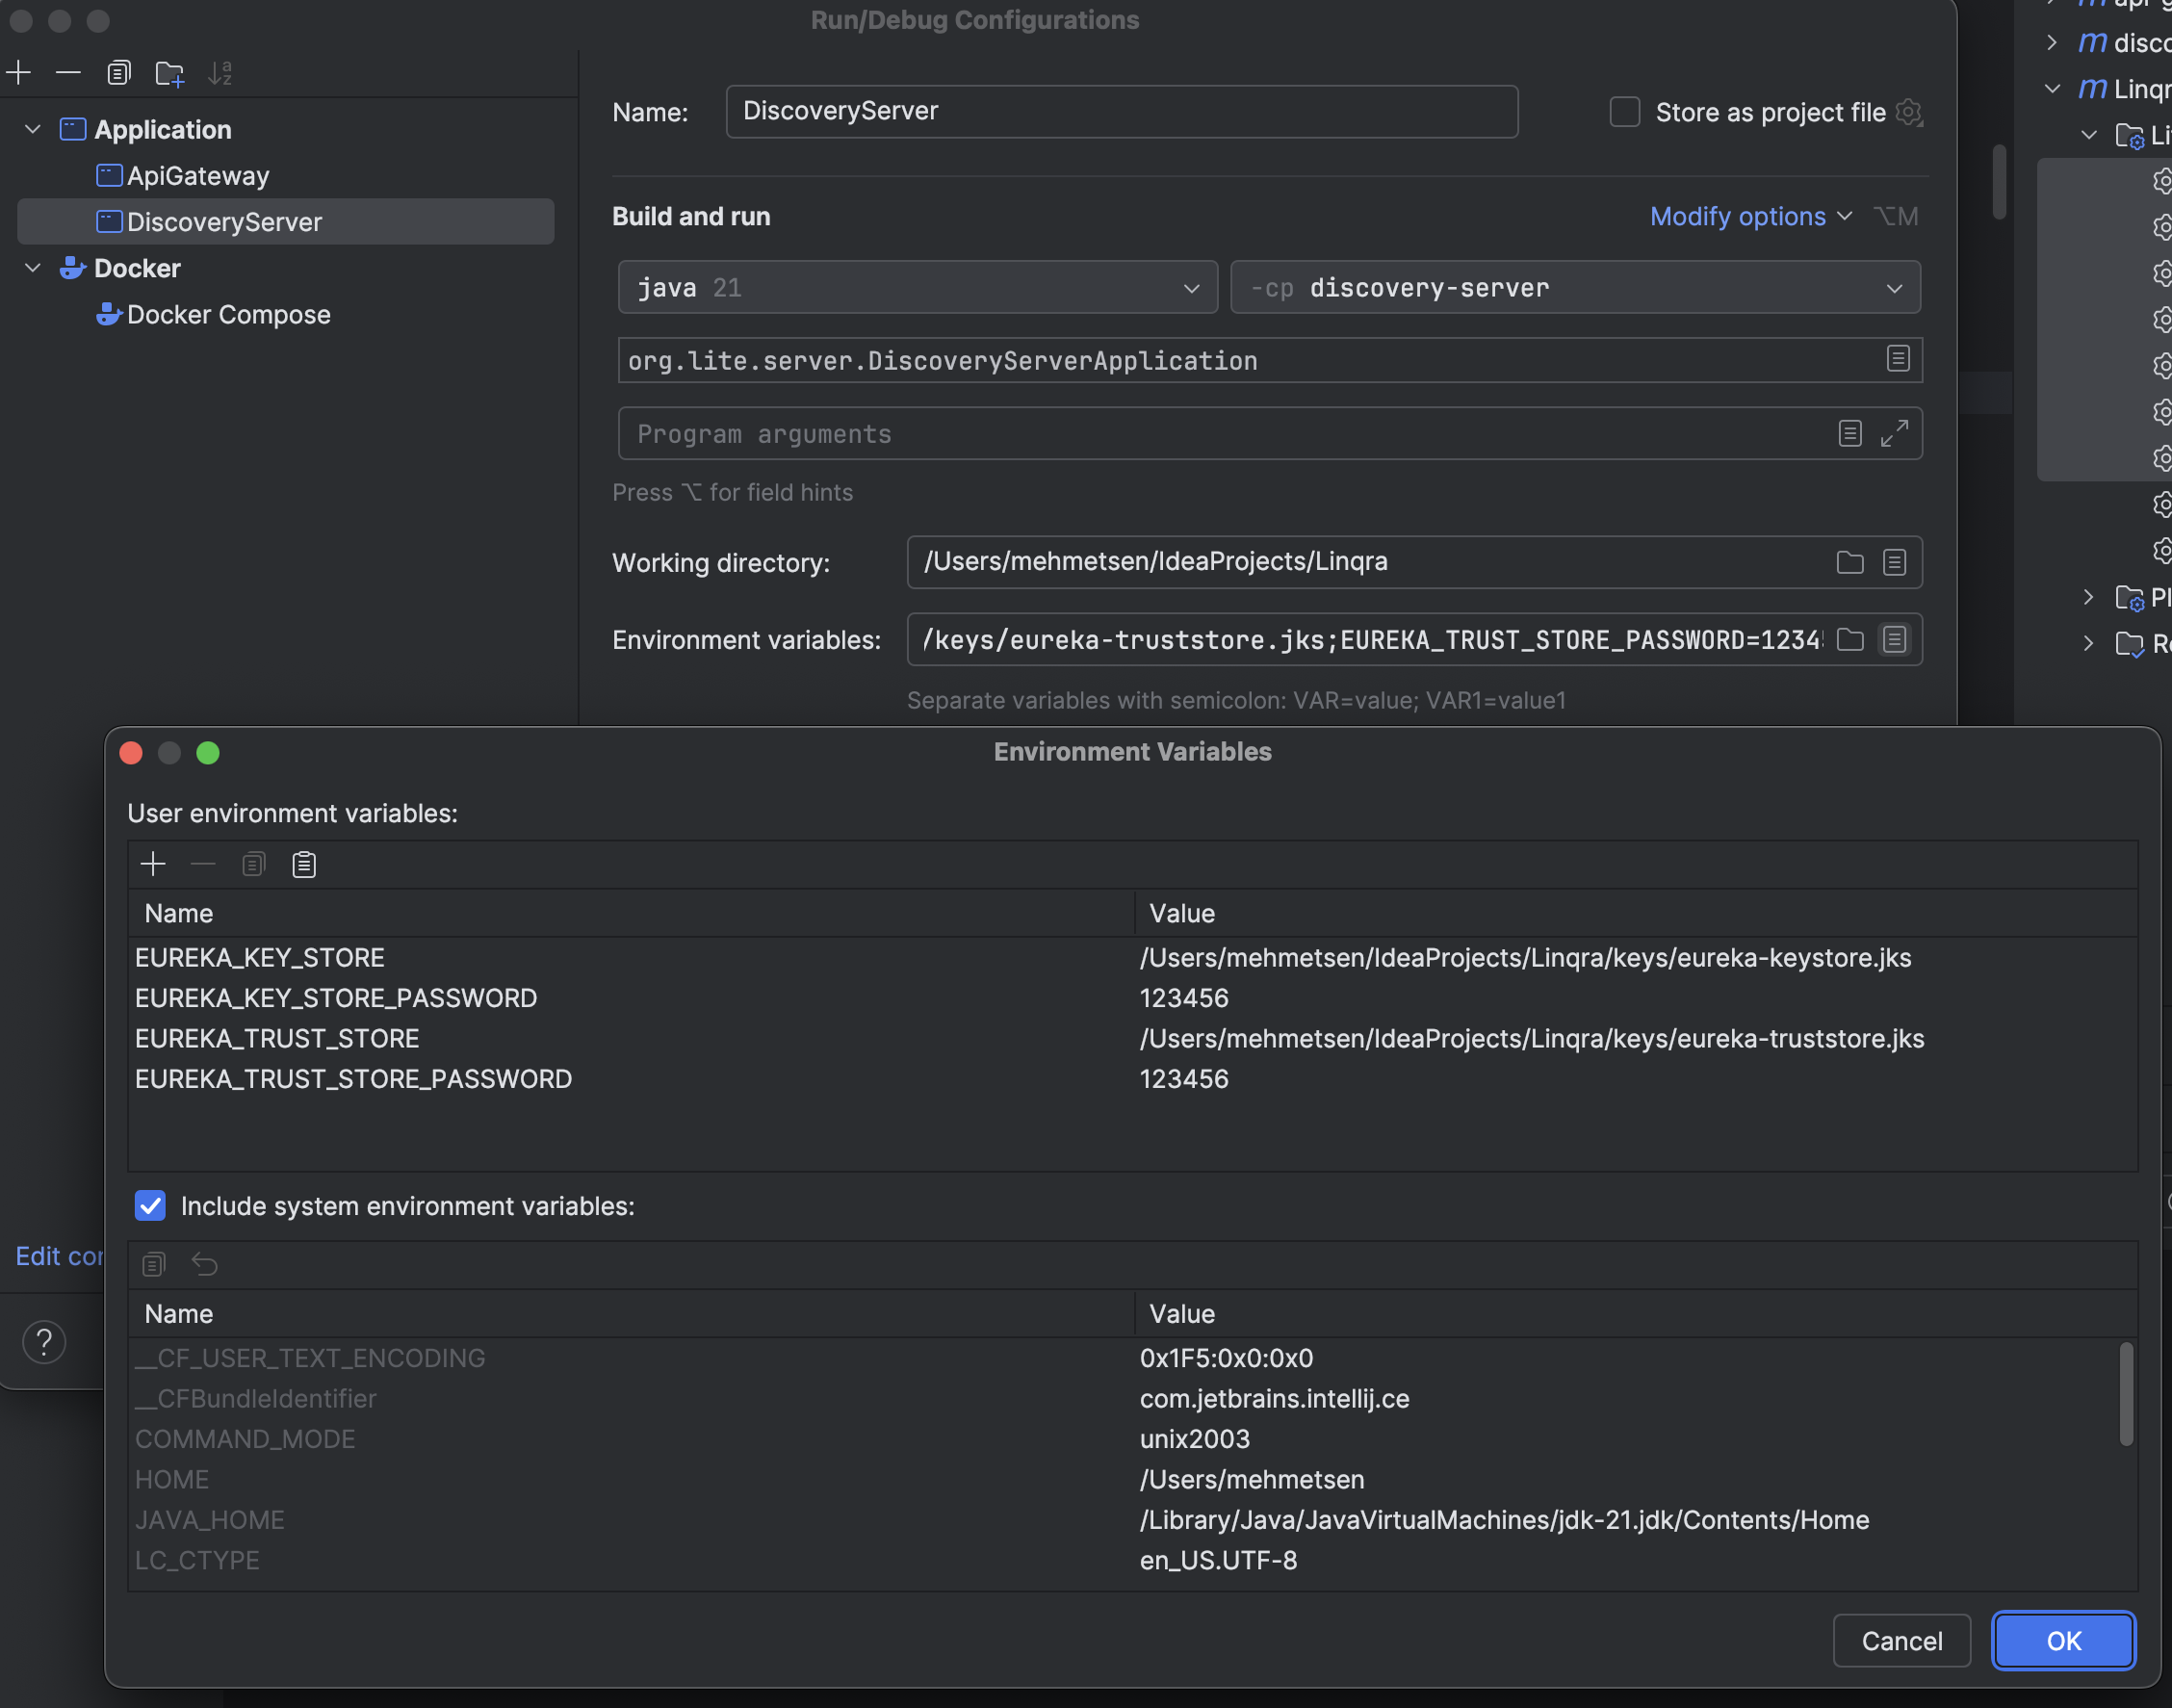 Run/Debug Configurations
Application
ApiGateway
DiscoveryServer
Docker
Docker Compose
Edit
Name: DiscoveryServer
Store as project file
Build and run
Modify options ⌥M
java 21
-cp discovery-server
org.lite.server.DiscoveryServerApplication
Program arguments
Press ⌥ for field hints
Working directory: /Users/mehmetsen/IdeaProjects/Linqra
Environment variables: /keys/eureka-truststore.jks;EUREKA_TRUST_STORE_PASSWORD=1234
Separate variables with semicolon: VAR=value; VAR1=value1
Environment Variables
User environment variables:
Name Value
EUREKA_KEY_STORE /Users/mehmetsen/IdeaProjects/Linqra/keys/eureka-keystore.jks
EUREKA_KEY_STORE_PASSWORD 123456
EUREKA_TRUST_STORE /Users/mehmetsen/IdeaProjects/Linqra/keys/eureka-truststore.jks
EUREKA_TRUST_STORE_PASSWORD 123456
Include system environment variables:
Name Value
__CF_USER_TEXT_ENCODING 0x1F5:0x0:0x0
__CFBundleIdentifier com.jetbrains.intellij.ce
COMMAND_MODE unix2003
HOME /Users/mehmetsen
JAVA_HOME /Library/Java/JavaVirtualMachines/jdk-21.jdk/Contents/Home
LC_CTYPE en_US.UTF-8
Cancel OK